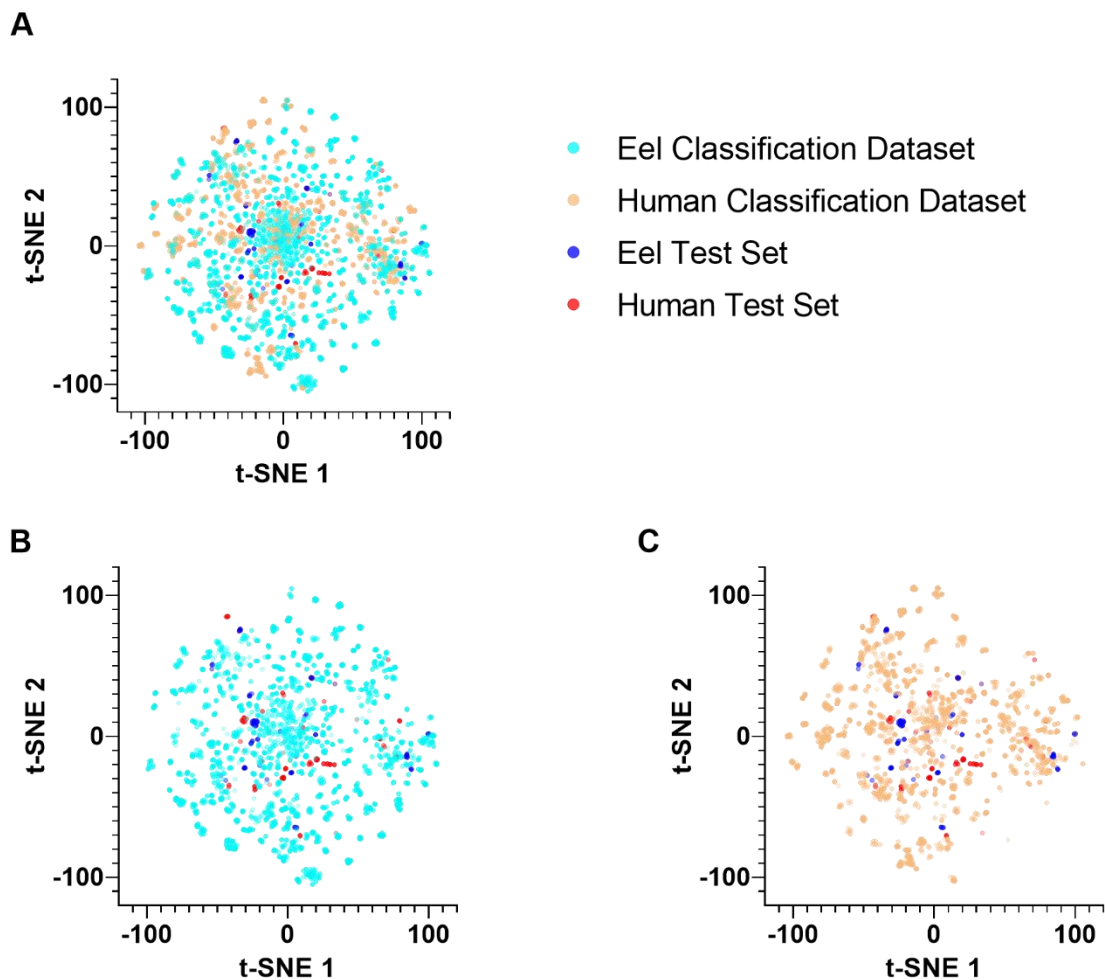 A
100
0
-100
t-SNE 2
-100 0 100
t-SNE 1
Eel Classification Dataset
Human Classification Dataset
Eel Test Set
Human Test Set
B
100
0
-100
t-SNE 2
-100 0 100
t-SNE 1
C
100
0
-100
t-SNE 2
-100 0 100
t-SNE 1